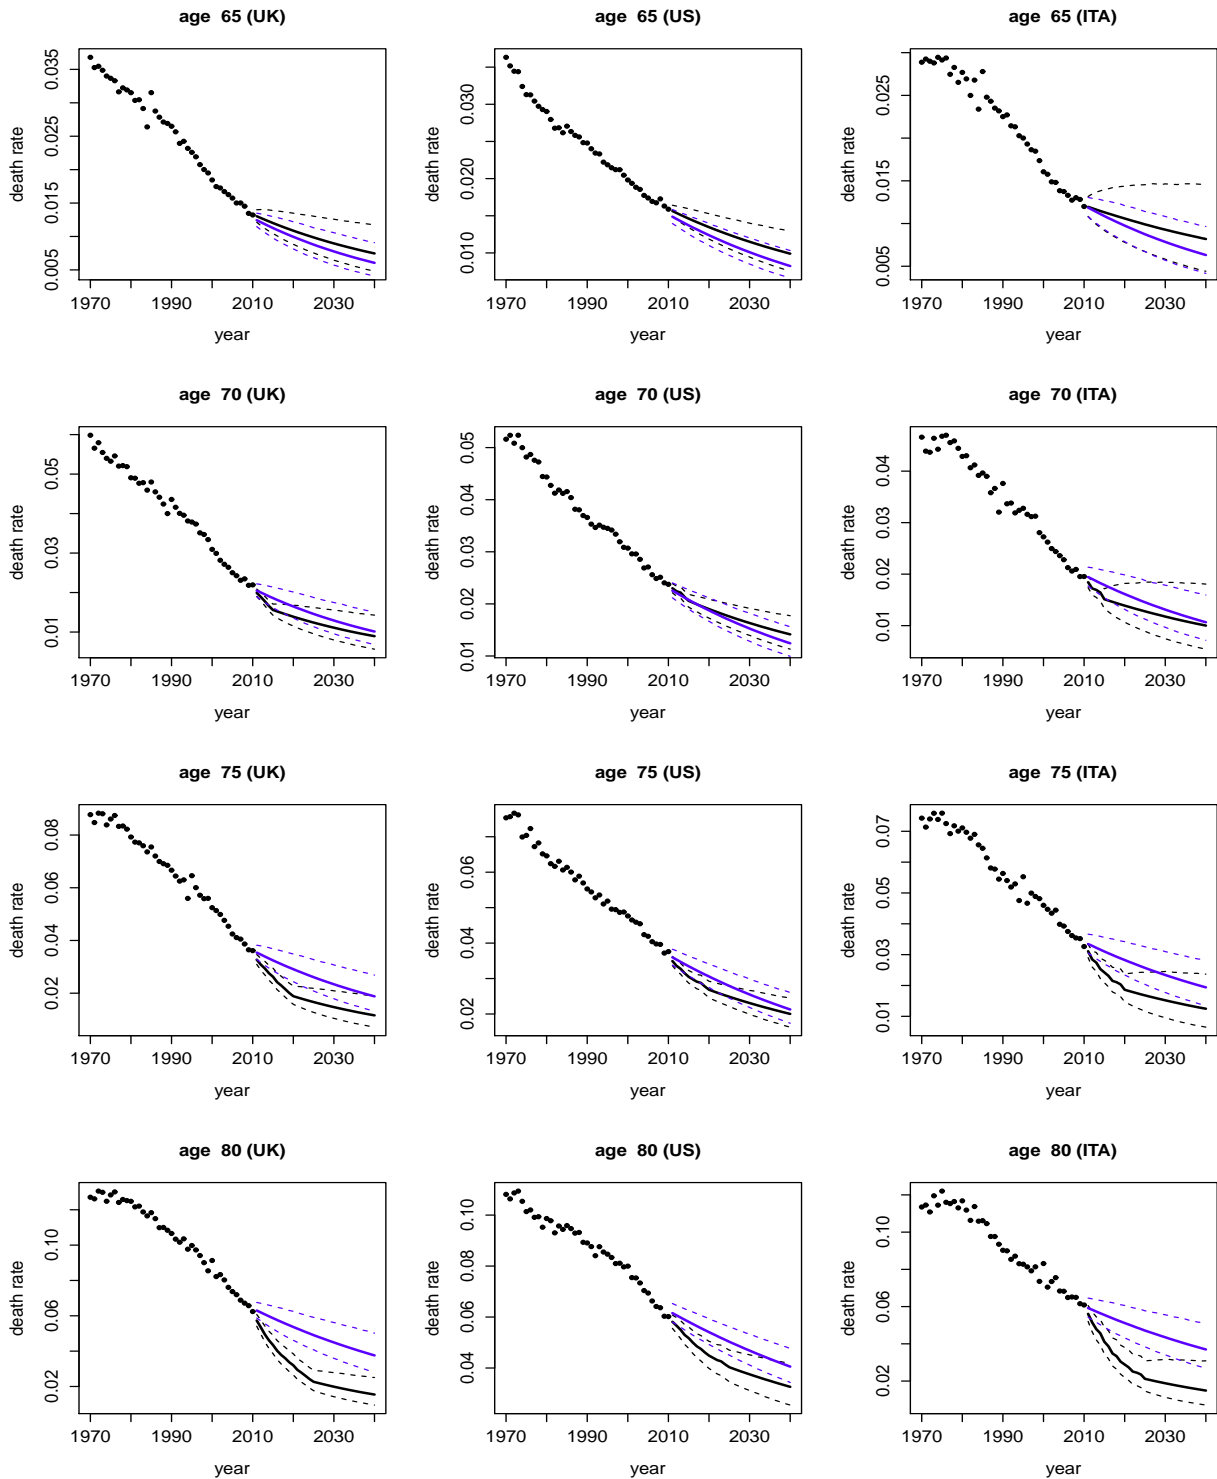 age 65 (UK)
age 65 (US)
age 65 (ITA)
death rate
0.005 0.015 0.025 0.035
death rate
0.010 0.020 0.030
death rate
0.005 0.015 0.025
1970 1990 2010 2030
1970 1990 2010 2030
1970 1990 2010 2030
year
year
year
age 70 (UK)
age 70 (US)
age 70 (ITA)
death rate
0.01 0.03 0.05
death rate
0.01 0.02 0.03 0.04 0.05
death rate
0.01 0.02 0.03 0.04
1970 1990 2010 2030
1970 1990 2010 2030
1970 1990 2010 2030
year
year
year
age 75 (UK)
age 75 (US)
age 75 (ITA)
death rate
0.02 0.04 0.06 0.08
death rate
0.02 0.04 0.06
death rate
0.01 0.03 0.05 0.07
1970 1990 2010 2030
1970 1990 2010 2030
1970 1990 2010 2030
year
year
year
age 80 (UK)
age 80 (US)
age 80 (ITA)
death rate
0.02 0.06 0.10
death rate
0.04 0.06 0.08 0.10
death rate
0.02 0.06 0.10
1970 1990 2010 2030
1970 1990 2010 2030
1970 1990 2010 2030
year
year
year